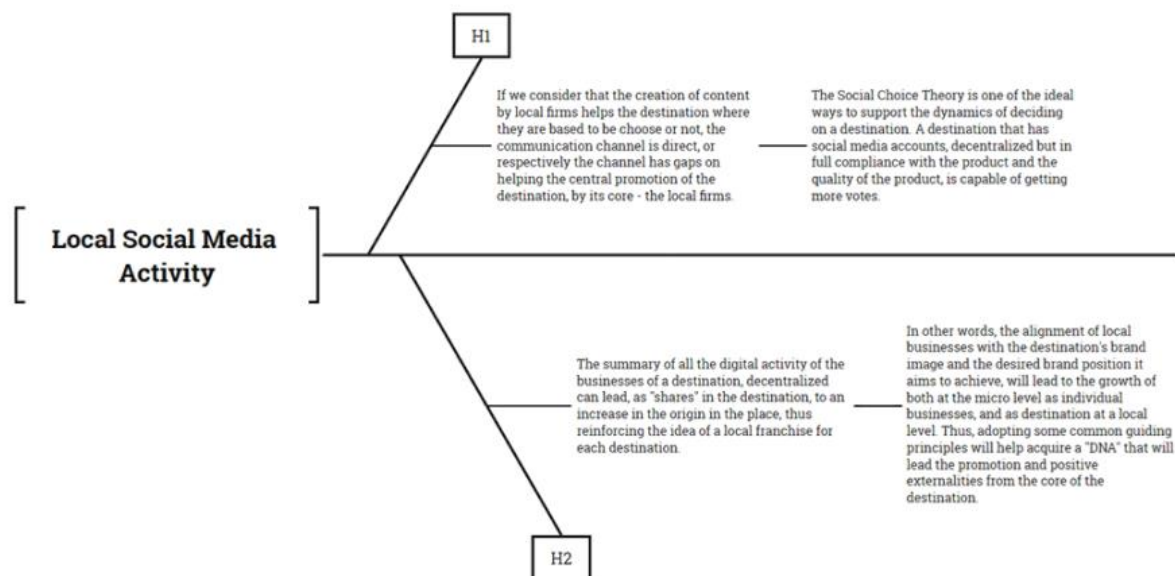 H1
If we consider that the creation of content
by local firms helps the destination where
they are based to be choose or not, the
communication channel is direct, or
respectively the channel has gaps on
helping the central promotion of the
destination, by its core - the local firms.
The Social Choice Theory is one of the ideal
ways to support the dynamics of deciding
on a destination. A destination that has
social media accounts, decentralized but in
full compliance with the product and the
quality of the product, is capable of getting
more votes.
Local Social Media
Activity
The summary of all the digital activity of the
businesses of a destination, decentralized
can lead, as "shares" in the destination, to an
increase in the origin in the place, thus
reinforcing the idea of a local franchise for
each destination.
In other words, the alignment of local
businesses with the destination's brand
image and the desired brand position it
aims to achieve, will lead to the growth of
both at the micro level as individual
businesses, and as destination at a local
level. Thus, adopting some common guiding
principles will help acquire a "DNA" that will
lead the promotion and positive
externalities from the core of the
destination.
H2